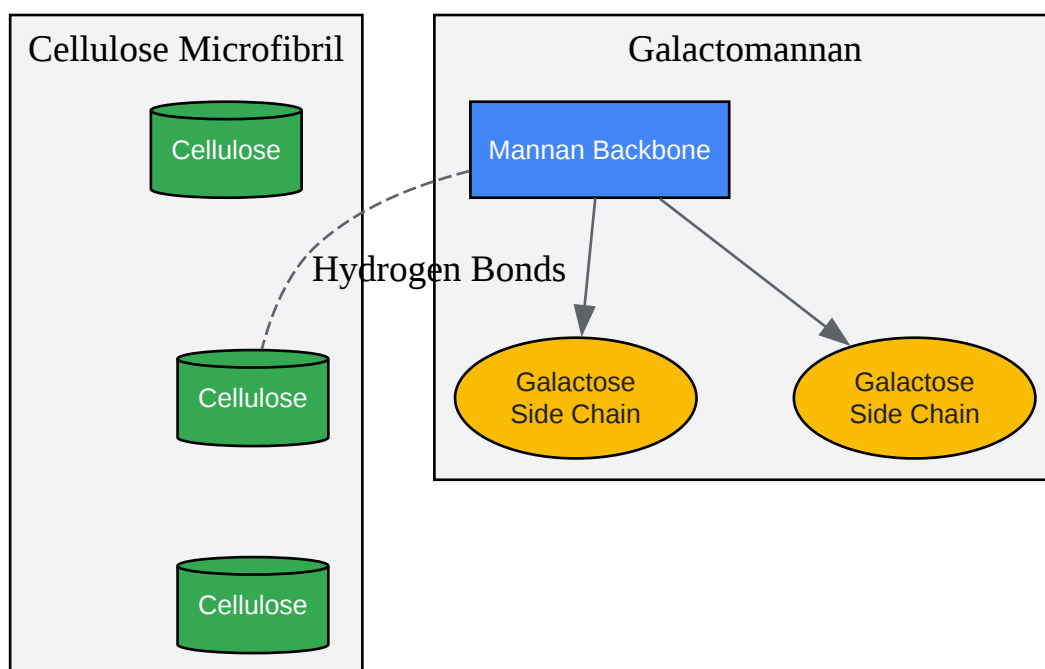 Cellulose Microfibril
Galactomannan
Cellulose
Mannan Backbone
Hydrogen Bonds
Cellulose
Galactose
Side Chain
Galactose
Side Chain
Cellulose